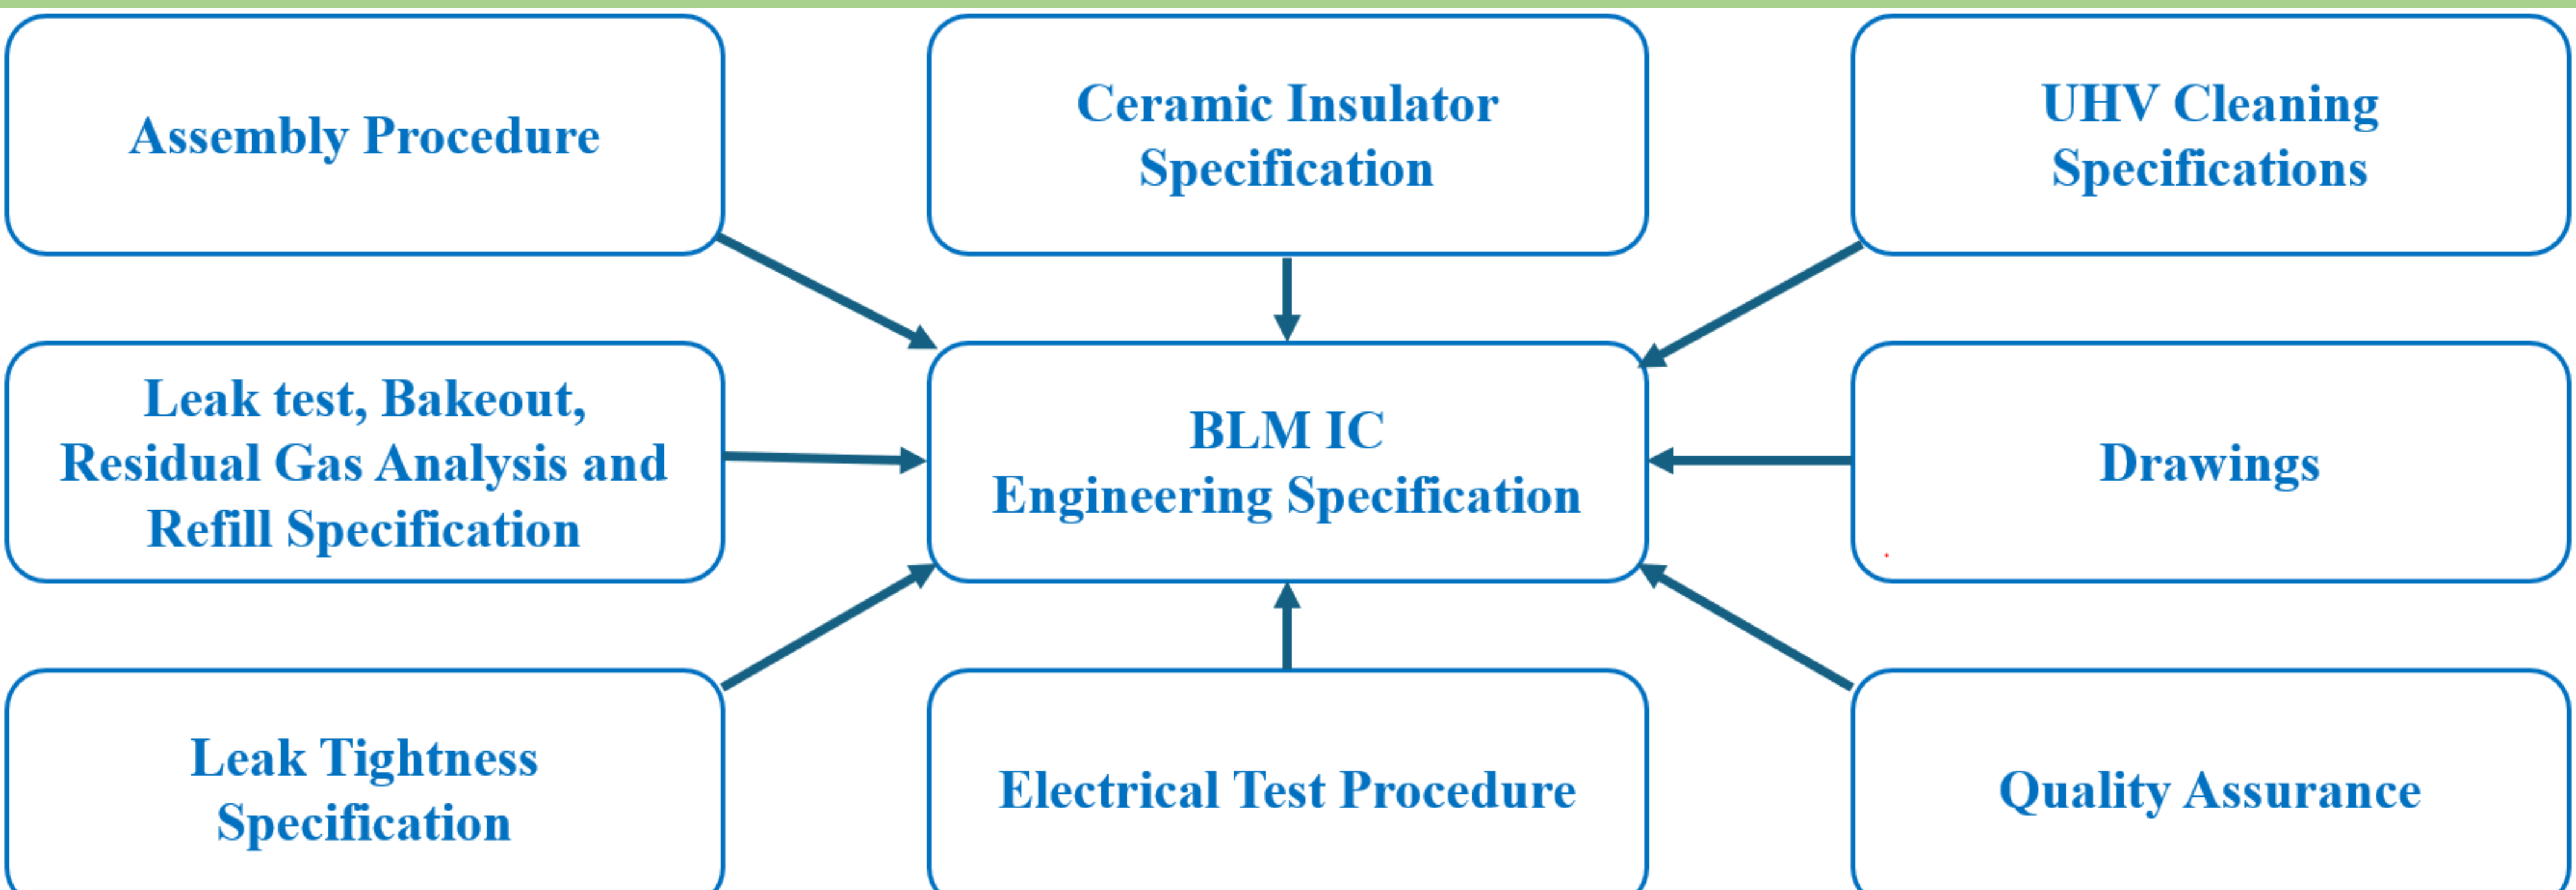 Assembly Procedure
Ceramic Insulator
Specification
UHV Cleaning
Specifications
Leak test, Bakeout,
Residual Gas Analysis and
Refill Specification
BLM IC
Engineering Specification
Drawings
Leak Tightness
Specification
Electrical Test Procedure
Quality Assurance